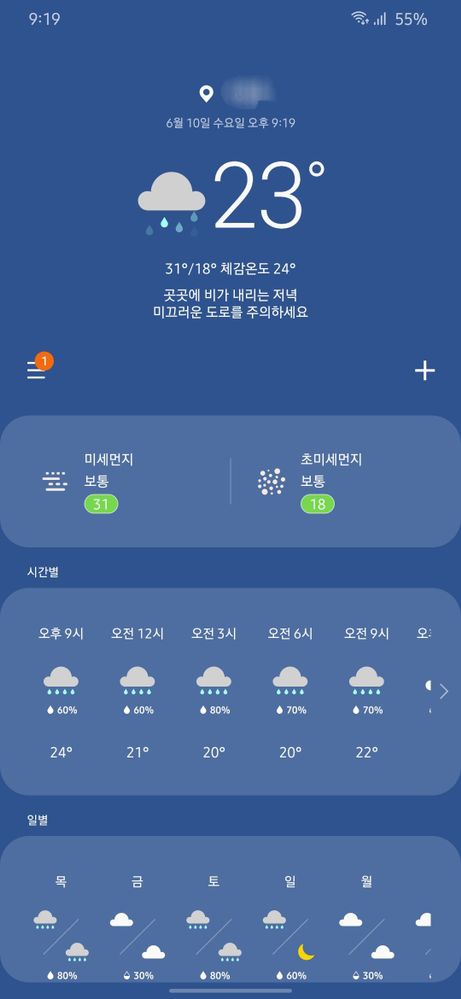 9:19 55%
6월 10일 수요일 오후 9:19
23°
31°/18° 체감온도 24°
곳곳에 비가 내리는 저녁
미끄러운 도로를 주의하세요
1
미세먼지 초미세먼지
보통 보통
31 18
시간별
오후 9시 오전 12시 오전 3시 오전 6시 오전 9시
60% 60% 80% 70% 70%
24° 21° 20° 20° 22°
일별
목 금 토 일 월
80% 30% 80% 60% 30%